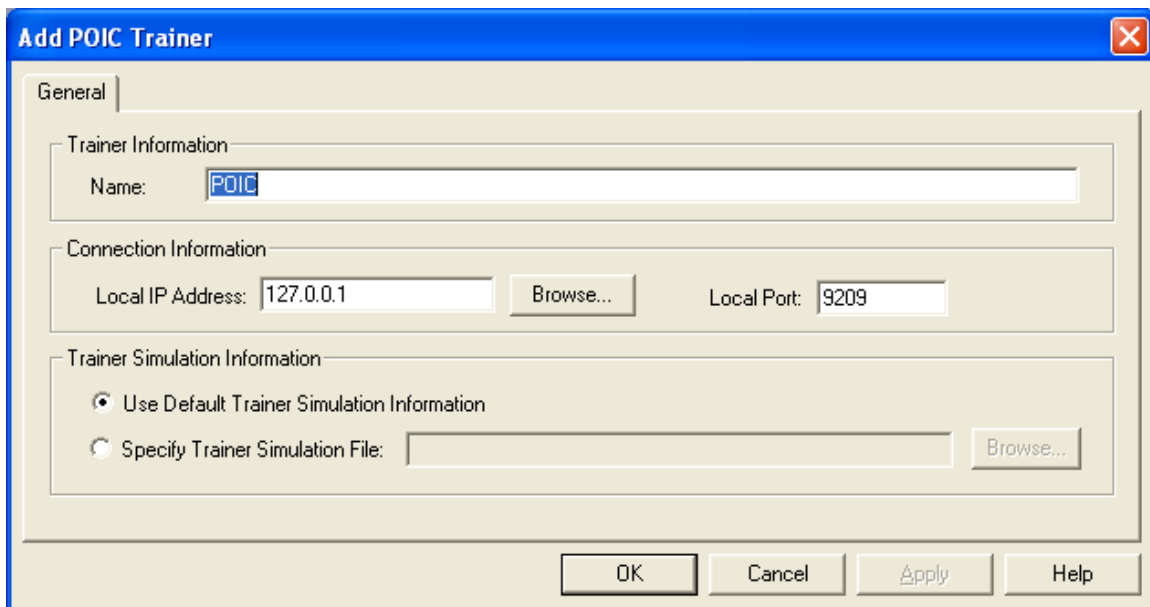 Add POIC Trainer
General
Trainer Information
Name: POIC
Connection Information
Local IP Address: 127.0.0.1 Browse... Local Port: 9209
Trainer Simulation Information
Use Default Trainer Simulation Information
Specify Trainer Simulation File: Browse...
OK Cancel Apply Help